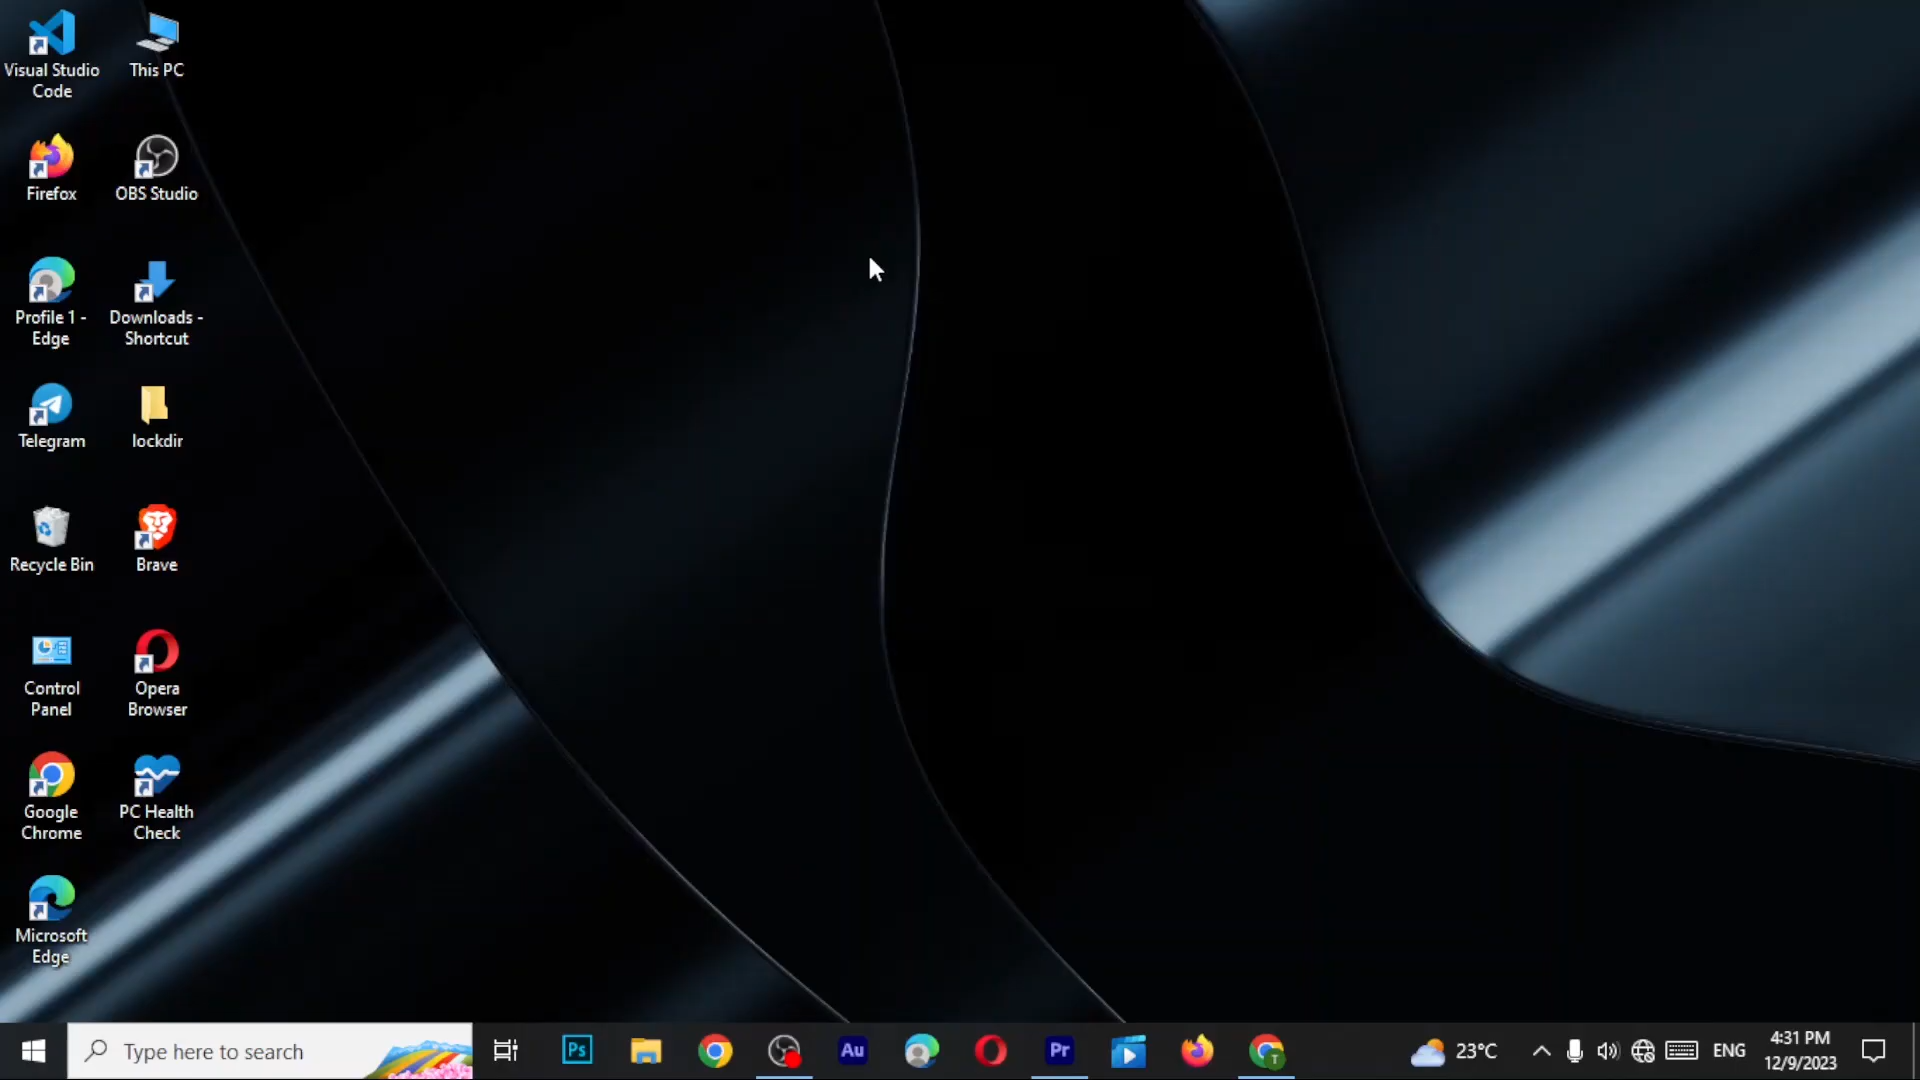 Visual Studio
Code
This PC
Firefox
OBS Studio
Profile 1 -
Edge
Downloads -
Shortcut
Telegram
lockdir
Recycle Bin
Brave
Control
Panel
Opera
Browser
Google
Chrome
PC Health
Check
Microsoft
Edge
Type here to search
Ps
Au
Pr
T
23°C
ENG
4:31 PM
12/9/2023